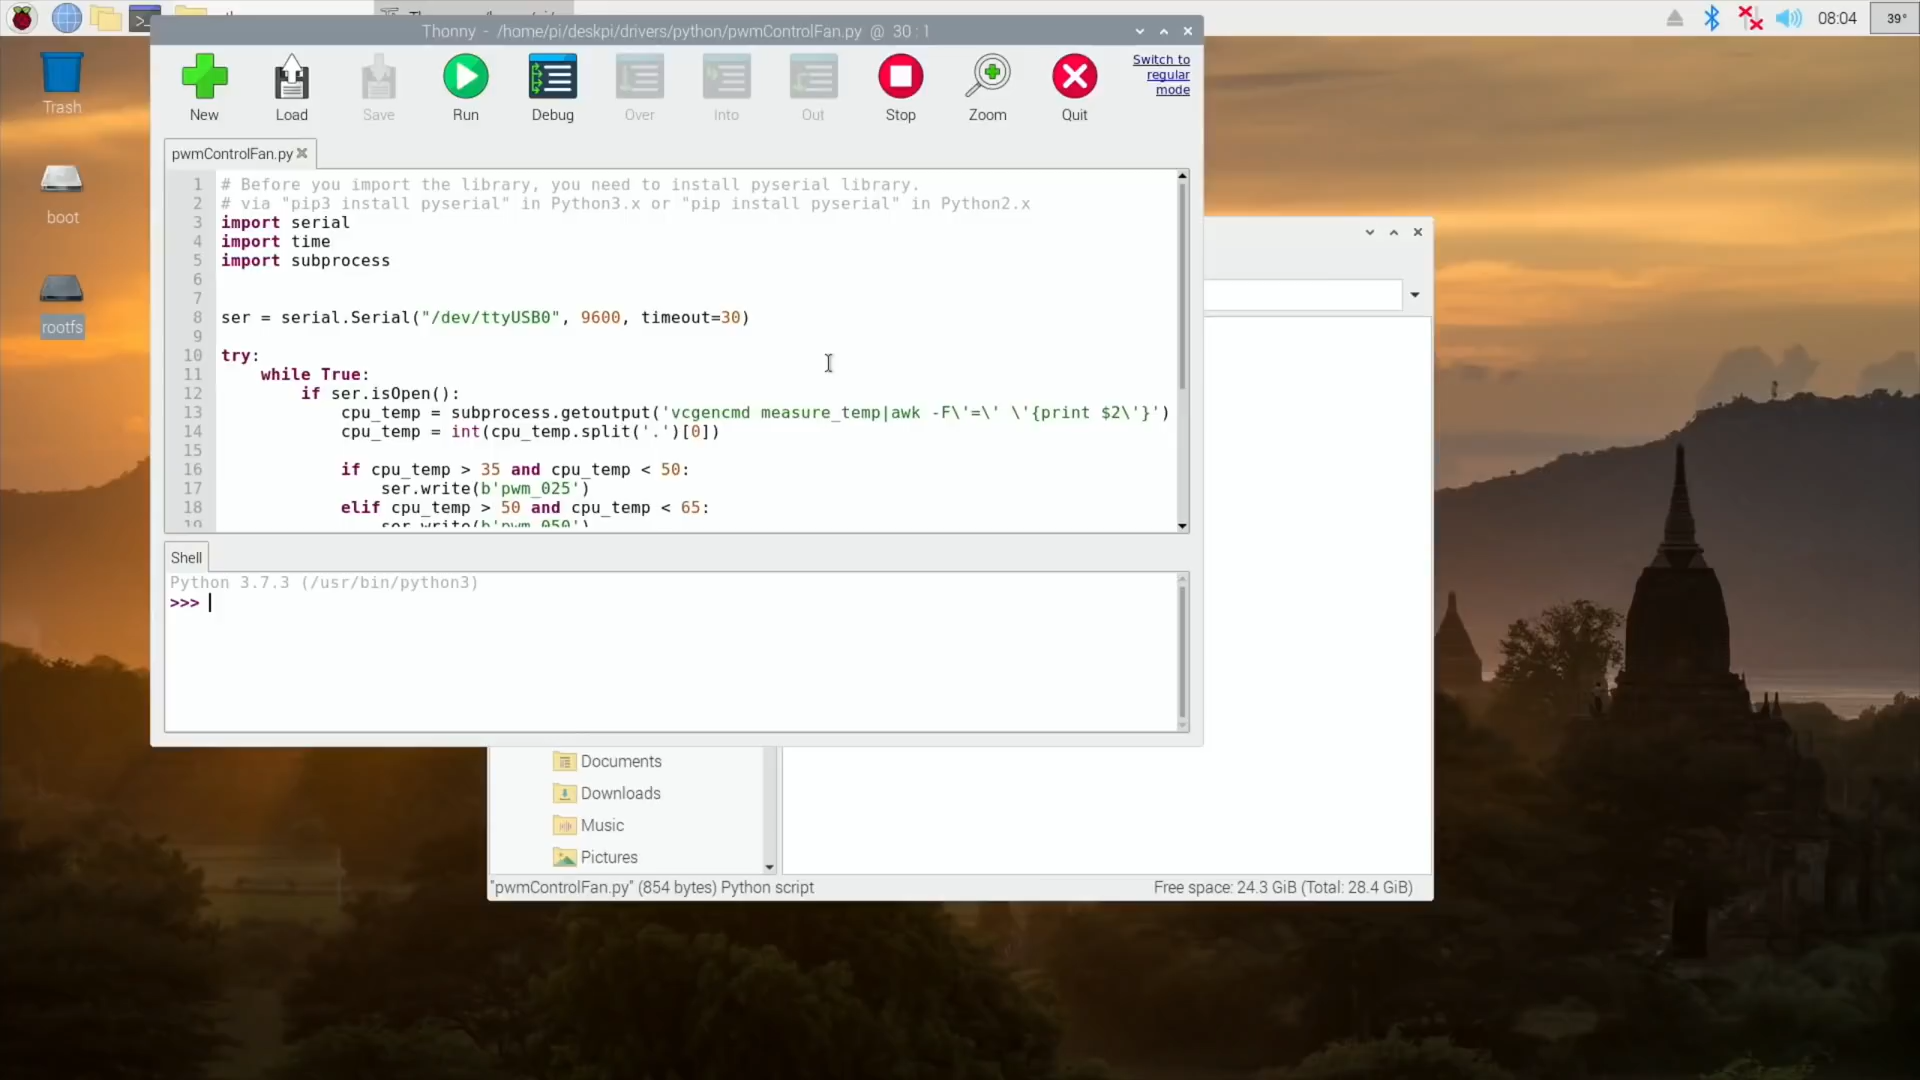 08:04
39°
Thonny - /home/pi/deskpi/drivers/python/pwmControlFan.py @ 30 : 1
Trash
boot
rootfs
New
Load
Save
Run
Debug
Over
Into
Out
Stop
Zoom
Quit
Switch to
regular
mode
pwmControlFan.py
1 # Before you import the library, you need to install pyserial library.
2 # via "pip3 install pyserial" in Python3.x or "pip install pyserial" in Python2.x
3 import serial
4 import time
5 import subprocess
6
7
8 ser = serial.Serial("/dev/ttyUSB0", 9600, timeout=30)
9
10 try:
11 while True:
12 if ser.isOpen():
13 cpu_temp = subprocess.getoutput('vcgencmd measure_temp|awk -F\'=\' \'{print $2\'}')
14 cpu_temp = int(cpu_temp.split('.')[0])
15
16 if cpu_temp > 35 and cpu_temp < 50:
17 ser.write(b'pwm_025')
18 elif cpu_temp > 50 and cpu_temp < 65:
19 ser.write(b'pwm_050')
Shell
Python 3.7.3 (/usr/bin/python3)
>>>
Documents
Downloads
Music
Pictures
"pwmControlFan.py" (854 bytes) Python script
Free space: 24.3 GiB (Total: 28.4 GiB)